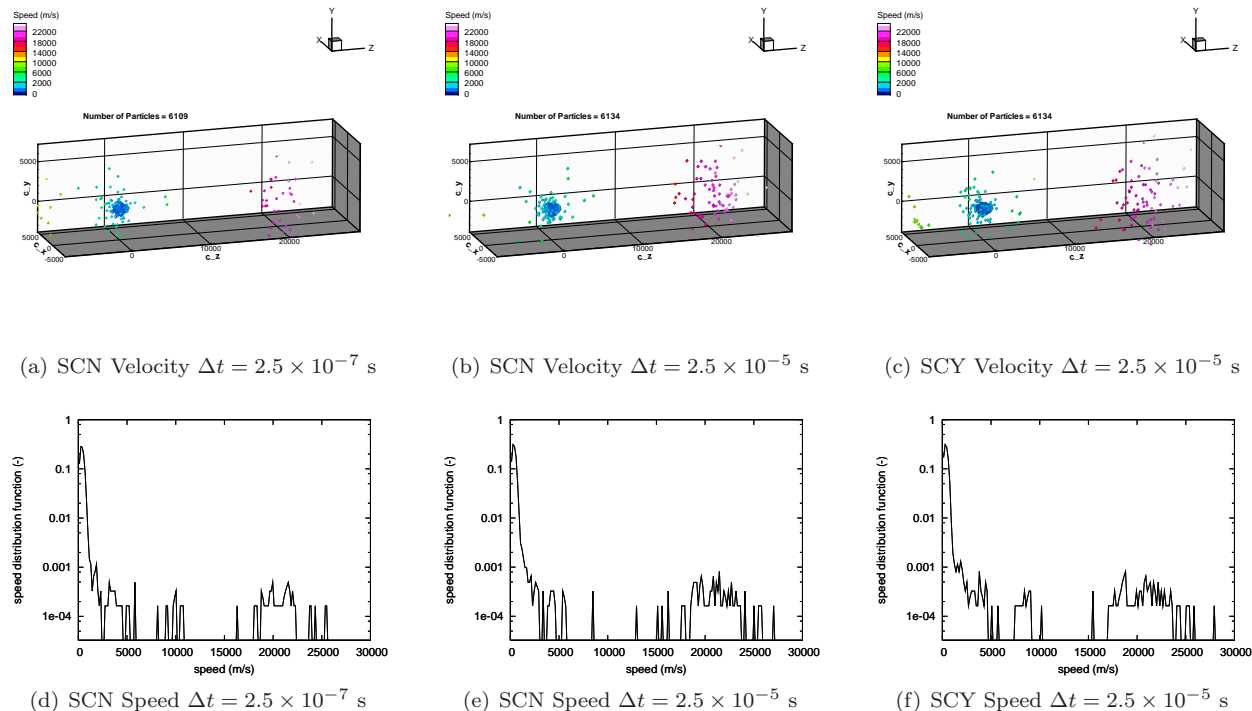 Speed (m/s)
22000
18000
14000
10000
6000
2000
0
Y
X
Z
Number of Particles = 6109
5000
c_y
0
5000
c_x
0
-5000
0
10000
c_z
20000
Speed (m/s)
22000
18000
14000
10000
6000
2000
0
Y
X
Z
Number of Particles = 6134
5000
c_y
0
5000
c_x
0
-5000
0
10000
c_z
20000
Speed (m/s)
22000
18000
14000
10000
6000
2000
0
Y
X
Z
Number of Particles = 6134
5000
c_y
0
5000
c_x
0
-5000
0
10000
c_z
20000
(a) SCN Velocity Δt = 2.5 × 10⁻⁷ s
(b) SCN Velocity Δt = 2.5 × 10⁻⁵ s
(c) SCY Velocity Δt = 2.5 × 10⁻⁵ s
1
0.1
0.01
0.001
1e-04
speed distribution function (-)
0 5000 10000 15000 20000 25000 30000
speed (m/s)
1
0.1
0.01
0.001
1e-04
speed distribution function (-)
0 5000 10000 15000 20000 25000 30000
speed (m/s)
1
0.1
0.01
0.001
1e-04
speed distribution function (-)
0 5000 10000 15000 20000 25000 30000
speed (m/s)
(d) SCN Speed Δt = 2.5 × 10⁻⁷ s
(e) SCN Speed Δt = 2.5 × 10⁻⁵ s
(f) SCY Speed Δt = 2.5 × 10⁻⁵ s